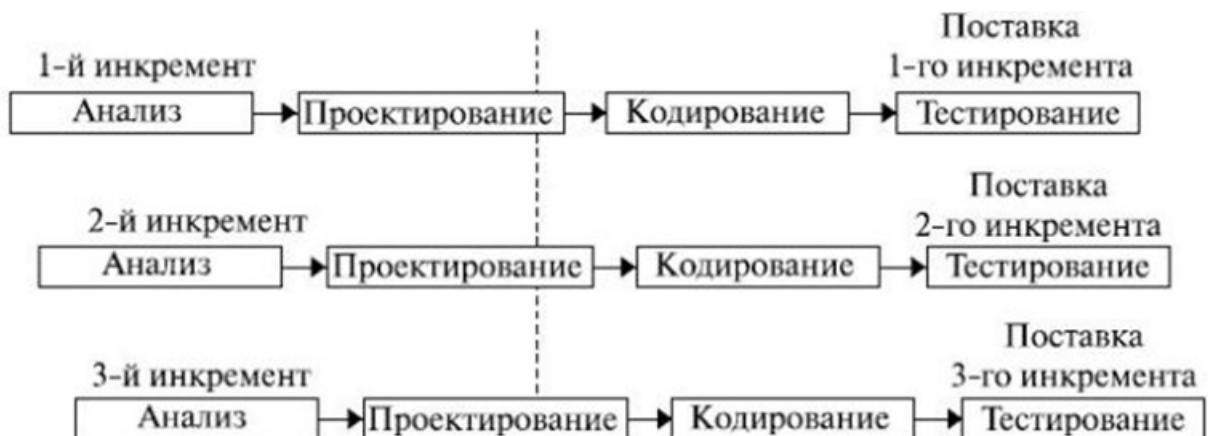 Поставка
1-й инкремент 1-го инкремента
Анализ Проектирование Кодирование Тестирование
Поставка
2-й инкремент 2-го инкремента
Анализ Проектирование Кодирование Тестирование
Поставка
3-й инкремент 3-го инкремента
Анализ Проектирование Кодирование Тестирование